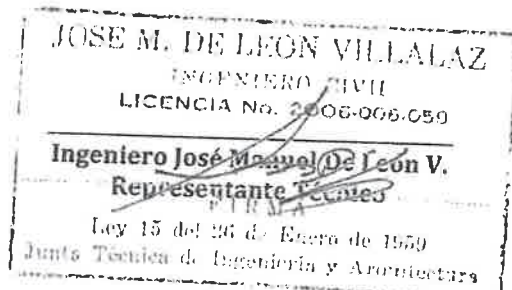 JOSE M. DE LEON VILLALAZ
INGENIERO CIVIL
LICENCIA No. 2006-006-059
Ingeniero José Manuel De Leon V.
Representante Técnico
FIRMA
Ley 15 del 26 de Enero de 1959
Junta Técnica de Ingeniería y Arquitectura